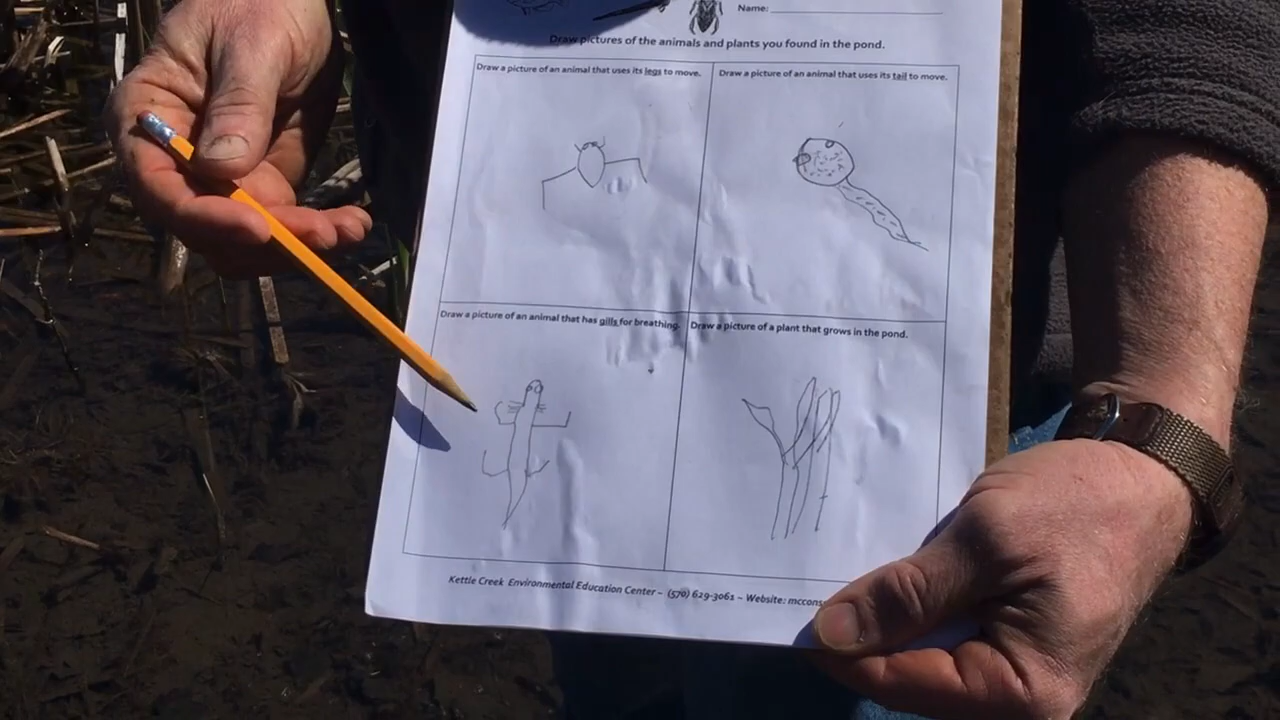 Name:
Draw pictures of the animals and plants you found in the pond.
Draw a picture of an animal that uses its legs to move.
Draw a picture of an animal that uses its tail to move.
Draw a picture of an animal that has gills for breathing.
Draw a picture of a plant that grows in the pond.
Kettle Creek Environmental Education Center ~ (570) 629-3061 ~ Website: mccons